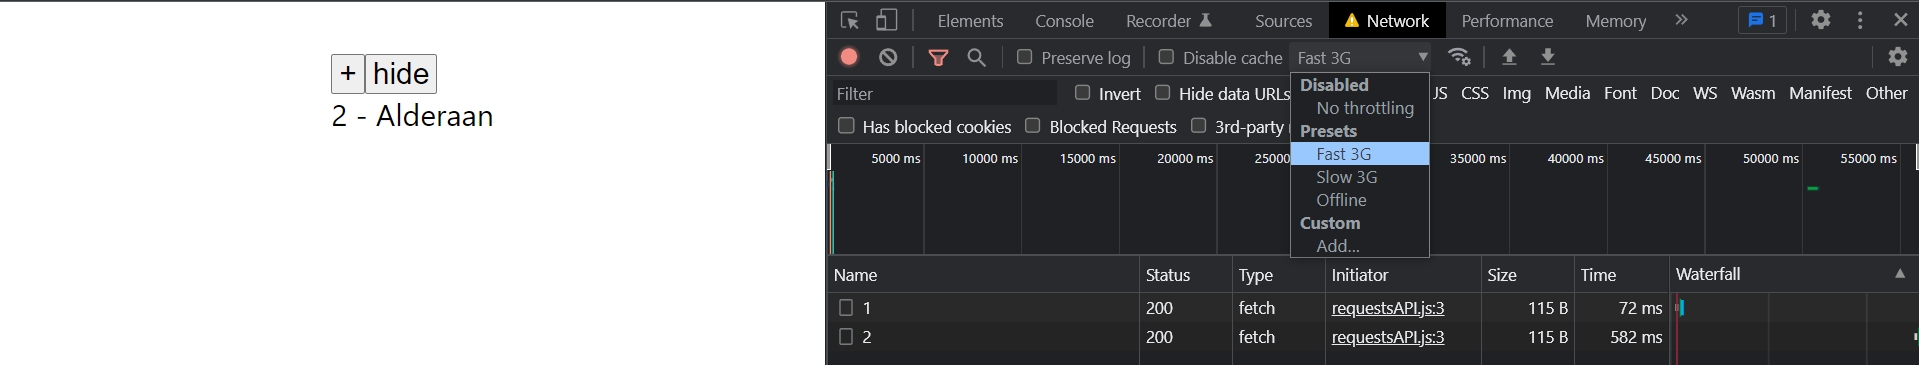 + hide
2 - Alderaan
Elements Console Recorder Sources Network Performance Memory » 1
Preserve log Disable cache Fast 3G
Filter Invert Hide data URLs JS CSS Img Media Font Doc WS Wasm Manifest Other
Has blocked cookies Blocked Requests 3rd-party
Disabled
No throttling
Presets
Fast 3G
Slow 3G
Offline
Custom
Add...
5000 ms 10000 ms 15000 ms 20000 ms 25000 35000 ms 40000 ms 45000 ms 50000 ms 55000 ms
Name Status Type Initiator Size Time Waterfall
1 200 fetch requestsAPI.js:3 115 B 72 ms
2 200 fetch requestsAPI.js:3 115 B 582 ms